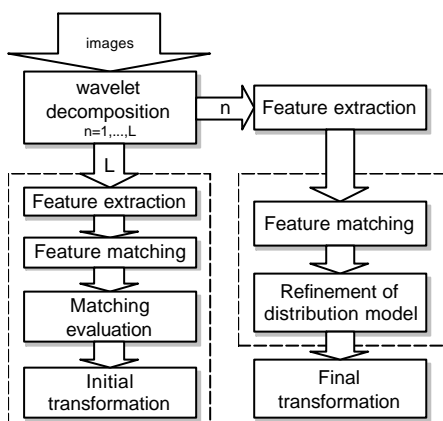 images
wavelet
decomposition
n=1,...,L
n
Feature extraction
L
Feature extraction
Feature matching
Matching
evaluation
Initial
transformation
Feature matching
Refinement of
distribution model
Final
transformation